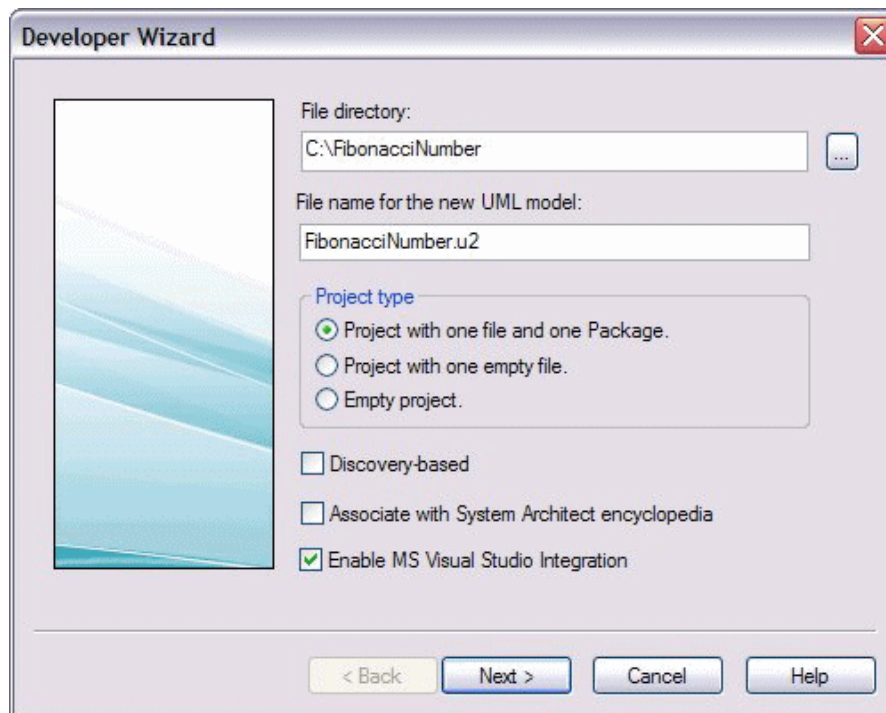 Developer Wizard
File directory:
C:\FibonacciNumber
...
File name for the new UML model:
FibonacciNumber.u2
Project type
Project with one file and one Package.
Project with one empty file.
Empty project.
Discovery-based
Associate with System Architect encyclopedia
Enable MS Visual Studio Integration
< Back
Next >
Cancel
Help